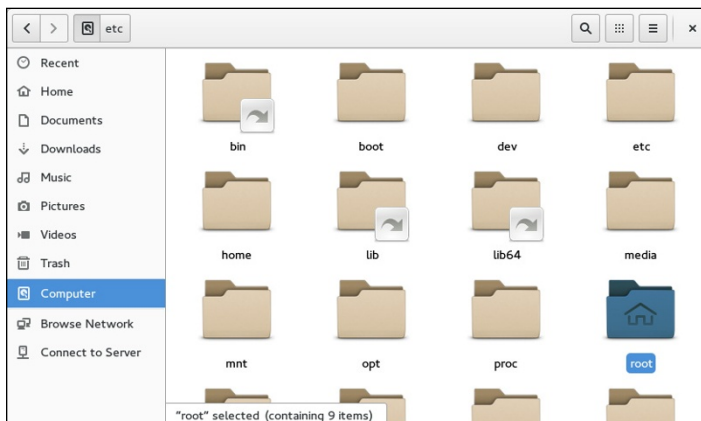 etc
Recent
Home
Documents
Downloads
Music
Pictures
Videos
Trash
Computer
Browse Network
Connect to Server
bin boot dev etc
home lib lib64 media
mnt opt proc root
"root" selected (containing 9 items)